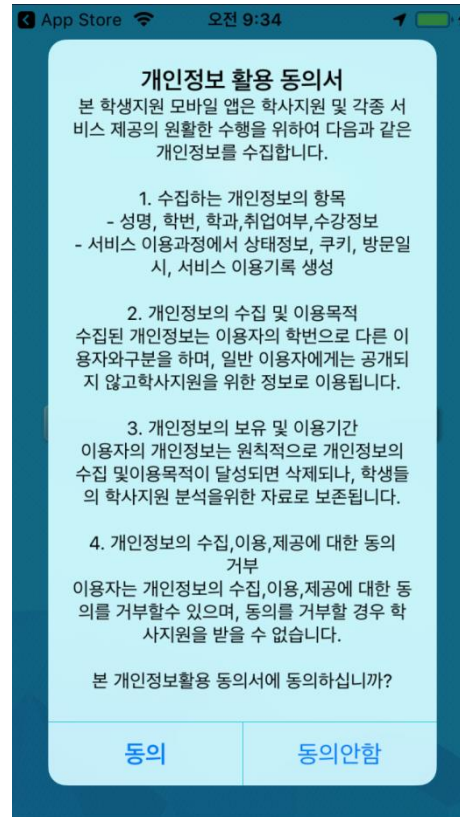 App Store 오전 9:34
개인정보 활용 동의서
본 학생지원 모바일 앱은 학사지원 및 각종 서
비스 제공의 원활한 수행을 위하여 다음과 같은
개인정보를 수집합니다.
1. 수집하는 개인정보의 항목
- 성명, 학번, 학과,취업여부,수강정보
- 서비스 이용과정에서 상태정보, 쿠키, 방문일
시, 서비스 이용기록 생성
2. 개인정보의 수집 및 이용목적
수집된 개인정보는 이용자의 학번으로 다른 이
용자와구분을 하며, 일반 이용자에게는 공개되
지 않고학사지원을 위한 정보로 이용됩니다.
3. 개인정보의 보유 및 이용기간
이용자의 개인정보는 원칙적으로 개인정보의
수집 및이용목적이 달성되면 삭제되나, 학생들
의 학사지원 분석을위한 자료로 보존됩니다.
4. 개인정보의 수집,이용,제공에 대한 동의
거부
이용자는 개인정보의 수집,이용,제공에 대한 동
의를 거부할수 있으며, 동의를 거부할 경우 학
사지원을 받을 수 없습니다.
본 개인정보활용 동의서에 동의하십니까?
동의 동의안함